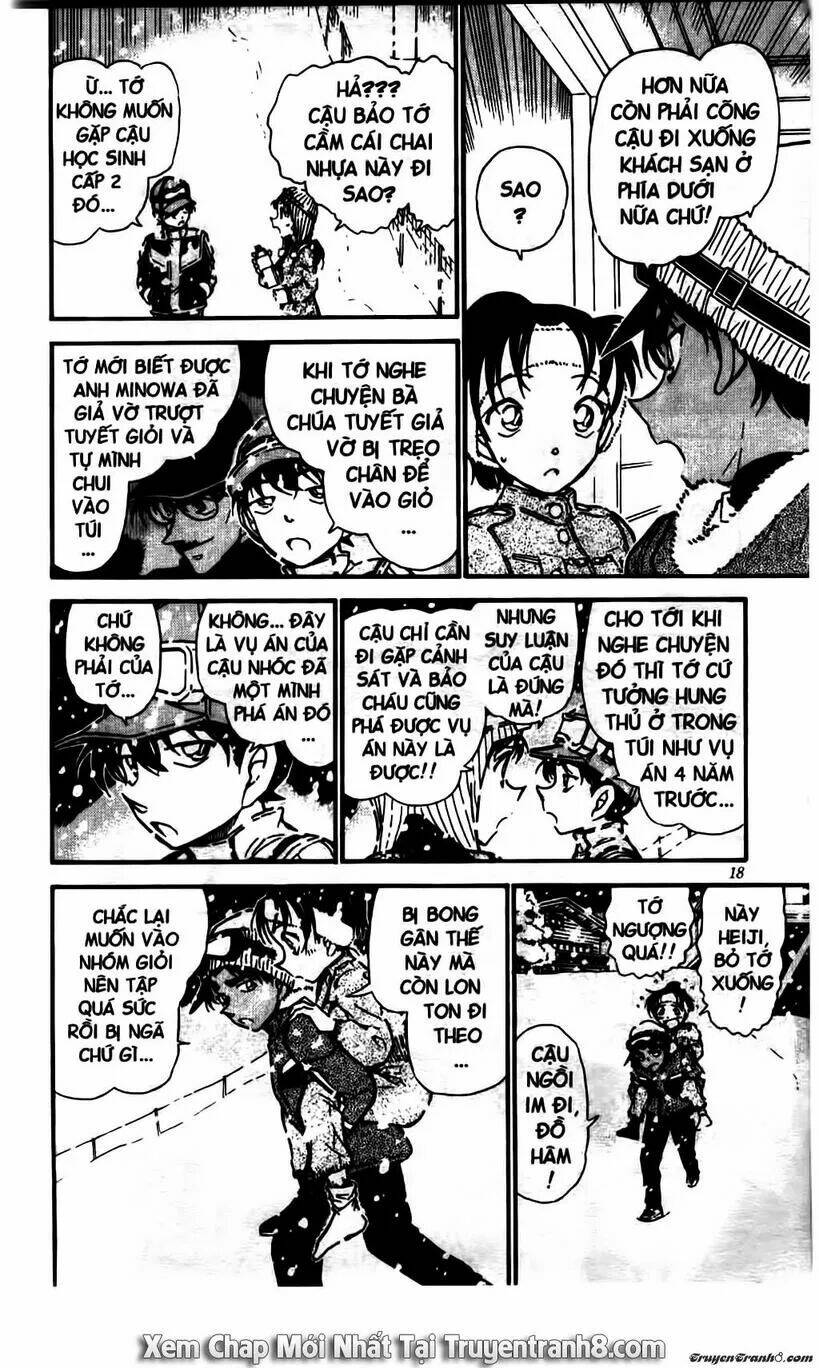 HƠN NỮA
CÒN PHẢI CÕNG
CẬU ĐI XUỐNG
KHÁCH SẠN Ở
PHÍA DƯỚI
NỮA CHỨ!
SAO
?
HẢ???
CẬU BẢO TỚ
CẦM CÁI CHAI
NHỰA NÀY ĐI
SAO?
Ừ... TỚ
KHÔNG MUỐN
GẶP CẬU
HỌC SINH
CẤP 2
ĐÓ...
KHI TỚ NGHE
CHUYỆN BÀ
CHÚA TUYẾT GIẢ
VỜ BỊ TRẸO
CHÂN ĐỂ
VÀO GIỎ
...
TỚ MỚI BIẾT ĐƯỢC
ANH MINOWA ĐÃ
GIẢ VỜ TRƯỢT
TUYẾT GIỎI VÀ
TỰ MÌNH
CHUI
VÀO
TÚI
...
CHO TỚI KHI
NGHE CHUYỆN
ĐÓ THÌ TỚ CỨ
TƯỞNG HUNG
THỦ Ở TRONG
TÚI NHƯ VỤ
ÁN 4 NĂM
TRƯỚC...
NHƯNG
SUY LUẬN
CỦA CẬU
LÀ ĐÚNG
MÀ!
CẬU CHỈ CẦN
ĐI GẶP CẢNH
SÁT VÀ BẢO
CHÁU CŨNG
PHÁ ĐƯỢC VỤ
ÁN NÀY LÀ
ĐƯỢC!!
KHÔNG... ĐÂY
LÀ VỤ ÁN CỦA
CẬU NHÓC ĐÃ
MỘT MÌNH
PHÁ ÁN ĐÓ
...
CHỨ
KHÔNG
PHẢI CỦA
TỚ...
18
NÀY
HEIJI,
BỎ TỚ
XUỐNG
!
TỚ
NGƯỢNG
QUÁ!!
CẬU
NGỒI
IM ĐI,
ĐỒ
HÂM
!
BỊ BONG
GÂN THẾ
NÀY MÀ
CÒN LON
TON ĐI
THEO
...
CHẮC LẠI
MUỐN VÀO
NHÓM GIỎI
NÊN TẬP
QUÁ SỨC
RỒI BỊ NGÃ
CHỨ GÌ...
Xem Chap Mới Nhất Tại Truyentranh8.com
TruyenTranh8.com